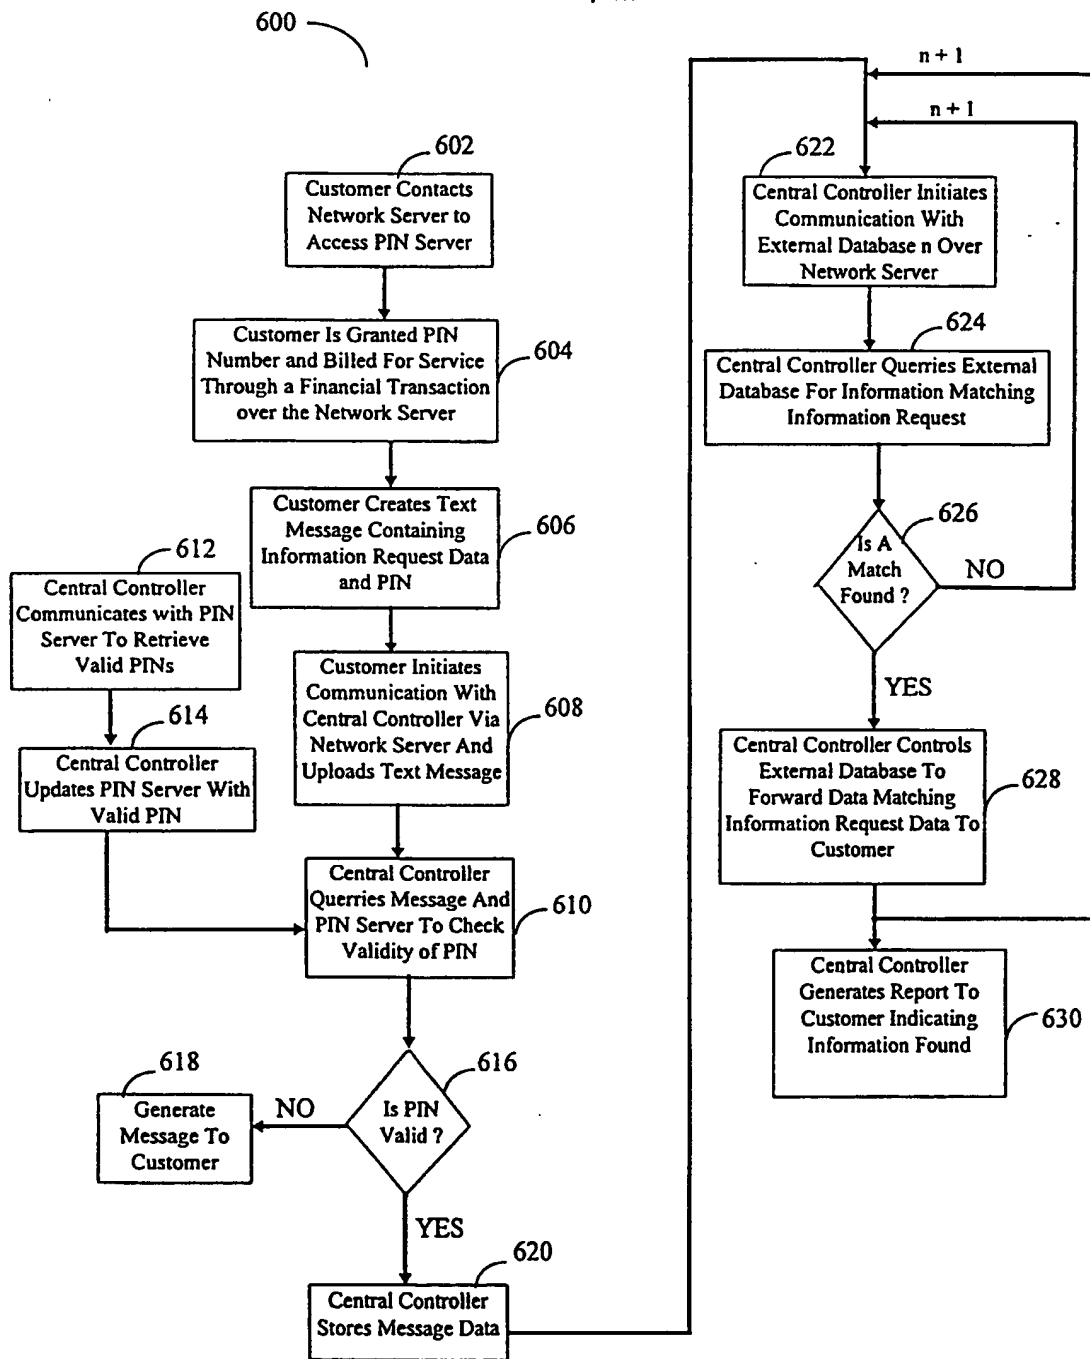 600
602
Customer Contacts
Network Server to
Access PIN Server
Customer Is Granted PIN
Number and Billed For Service
Through a Financial Transaction
over the Network Server
604
Customer Creates Text
Message Containing
Information Request Data
and PIN
606
612
Central Controller
Communicates with PIN
Server To Retrieve
Valid PINs
614
Central Controller
Updates PIN Server With
Valid PIN
Customer Initiates
Communication With
Central Controller Via
Network Server And
Uploads Text Message
608
Central Controller
Querries Message And
PIN Server To Check
Validity of PIN
610
616
Is PIN
Valid ?
NO
618
Generate
Message To
Customer
YES
620
Central Controller
Stores Message Data
n + 1
n + 1
622
Central Controller Initiates
Communication With
External Database n Over
Network Server
624
Central Controller Querries External
Database For Information Matching
Information Request
626
Is A
Match
Found ?
NO
YES
Central Controller Controls
External Database To
Forward Data Matching
Information Request Data To
Customer
628
Central Controller
Generates Report To
Customer Indicating
Information Found
630